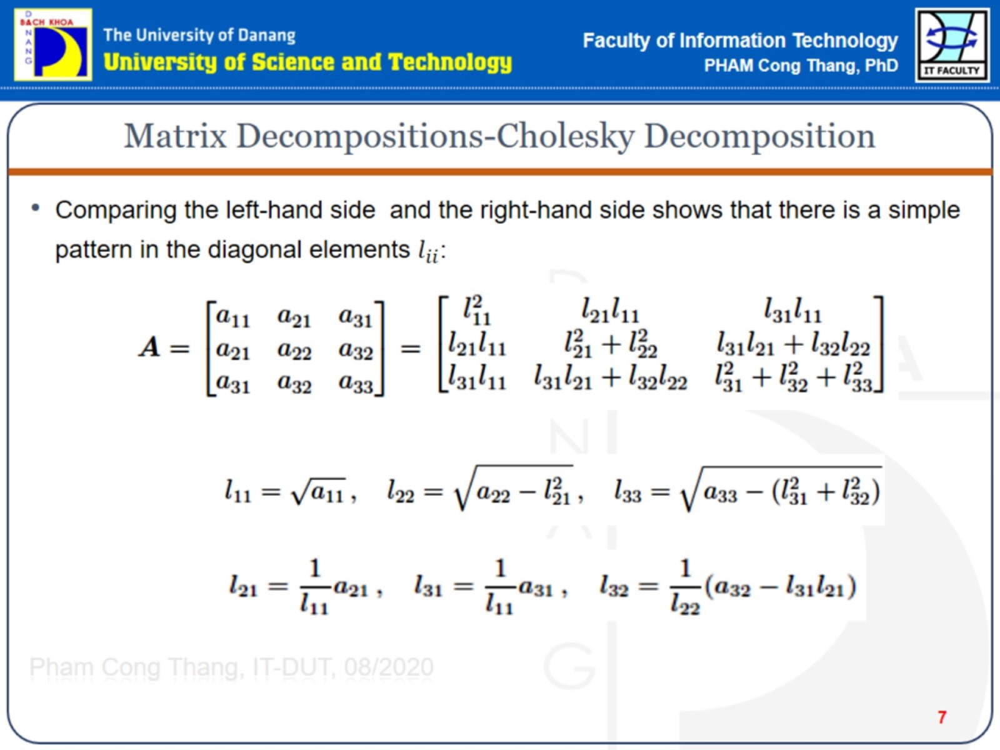 DANANG
BACH KHOA
The University of Danang
University of Science and Technology
Faculty of Information Technology
PHAM Cong Thang, PhD
IT FACULTY
Matrix Decompositions-Cholesky Decomposition
• Comparing the left-hand side and the right-hand side shows that there is a simple
pattern in the diagonal elements $l_{ii}$:
$A = \begin{bmatrix} a_{11} & a_{21} & a_{31} \\ a_{21} & a_{22} & a_{32} \\ a_{31} & a_{32} & a_{33} \end{bmatrix} = \begin{bmatrix} l_{11}^2 & l_{21}l_{11} & l_{31}l_{11} \\ l_{21}l_{11} & l_{21}^2 + l_{22}^2 & l_{31}l_{21} + l_{32}l_{22} \\ l_{31}l_{11} & l_{31}l_{21} + l_{32}l_{22} & l_{31}^2 + l_{32}^2 + l_{33}^2 \end{bmatrix}$
$l_{11} = \sqrt{a_{11}}, \quad l_{22} = \sqrt{a_{22} - l_{21}^2}, \quad l_{33} = \sqrt{a_{33} - (l_{31}^2 + l_{32}^2)}$
$l_{21} = \frac{1}{l_{11}} a_{21}, \quad l_{31} = \frac{1}{l_{11}} a_{31}, \quad l_{32} = \frac{1}{l_{22}} (a_{32} - l_{31}l_{21})$
Pham Cong Thang, IT-DUT, 08/2020
7